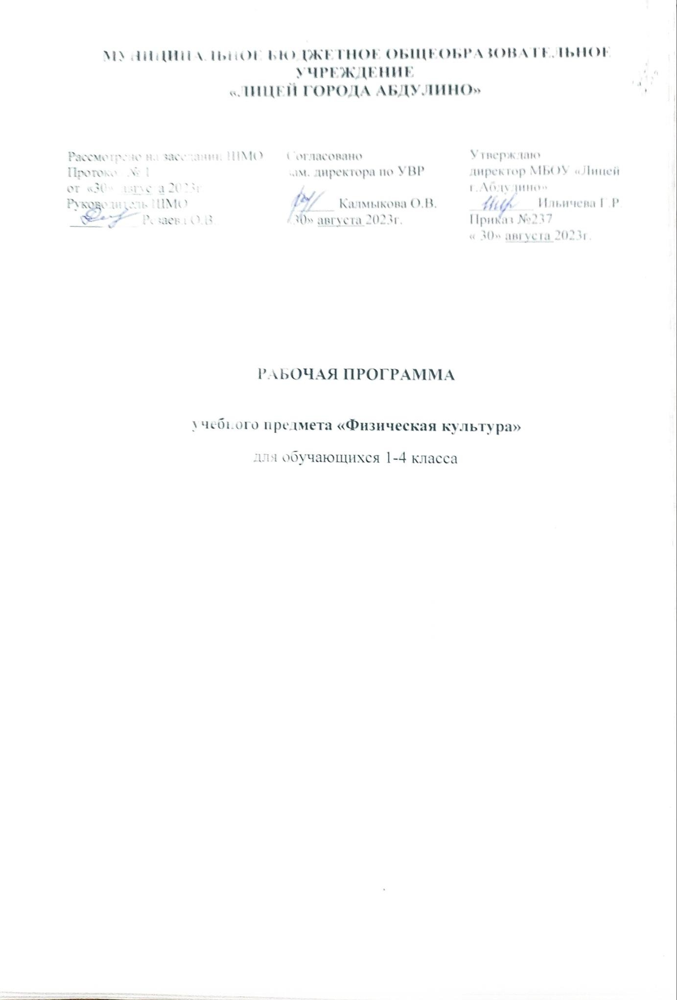 МУНИЦИПАЛЬНОЕ БЮДЖЕТНОЕ ОБЩЕОБРАЗОВАТЕЛЬНОЕ
УЧРЕЖДЕНИЕ
«ЛИЦЕЙ ГОРОДА АБДУЛИНО»
Рассмотрено на заседании ШМО
Протокол № 1
от «30» августа 2023г.
Руководитель ШМО
О.В.
Согласовано
зам. директора по УВР
Калмыкова О.В.
«30» августа 2023г.
Утверждаю
директор МБОУ «Лицей
г.Абдулино»
Ильичева Г.Р.
Приказ №237
« 30» августа 2023г.
РАБОЧАЯ ПРОГРАММА
учебного предмета «Физическая культура»
для обучающихся 1-4 класса